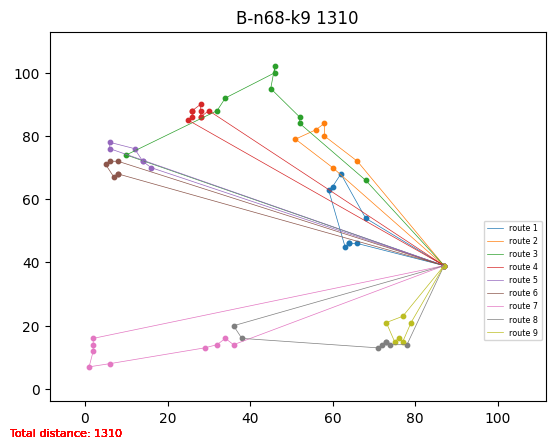 B-n68-k9 1310
100
80
60
40
20
0
0 20 40 60 80 100
route 1
route 2
route 3
route 4
route 5
route 6
route 7
route 8
route 9
Total distance: 1310